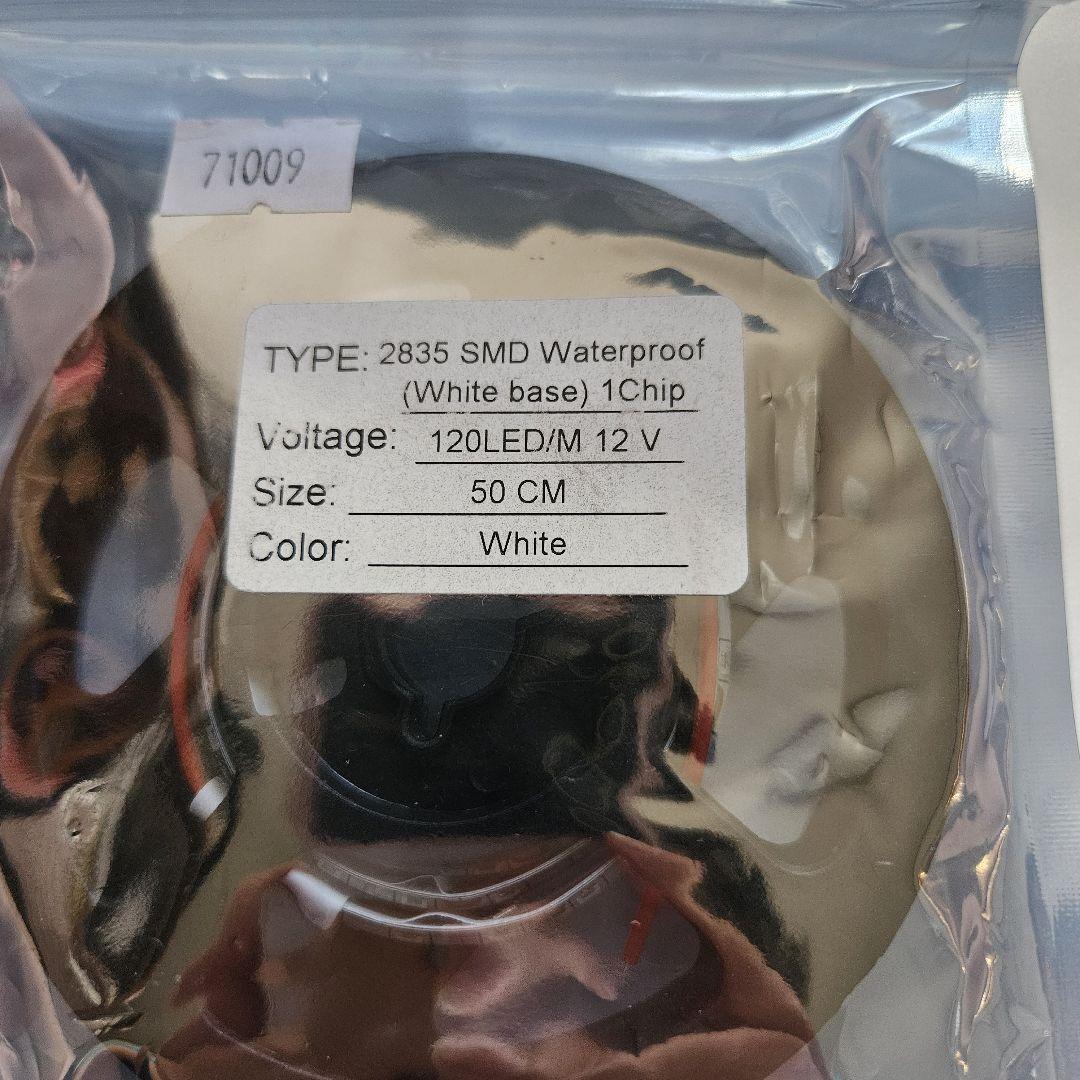 71009
TYPE: 2835 SMD Waterproof
(White base) 1Chip
Voltage: 120LED/M 12 V
Size: 50 CM
Color: White